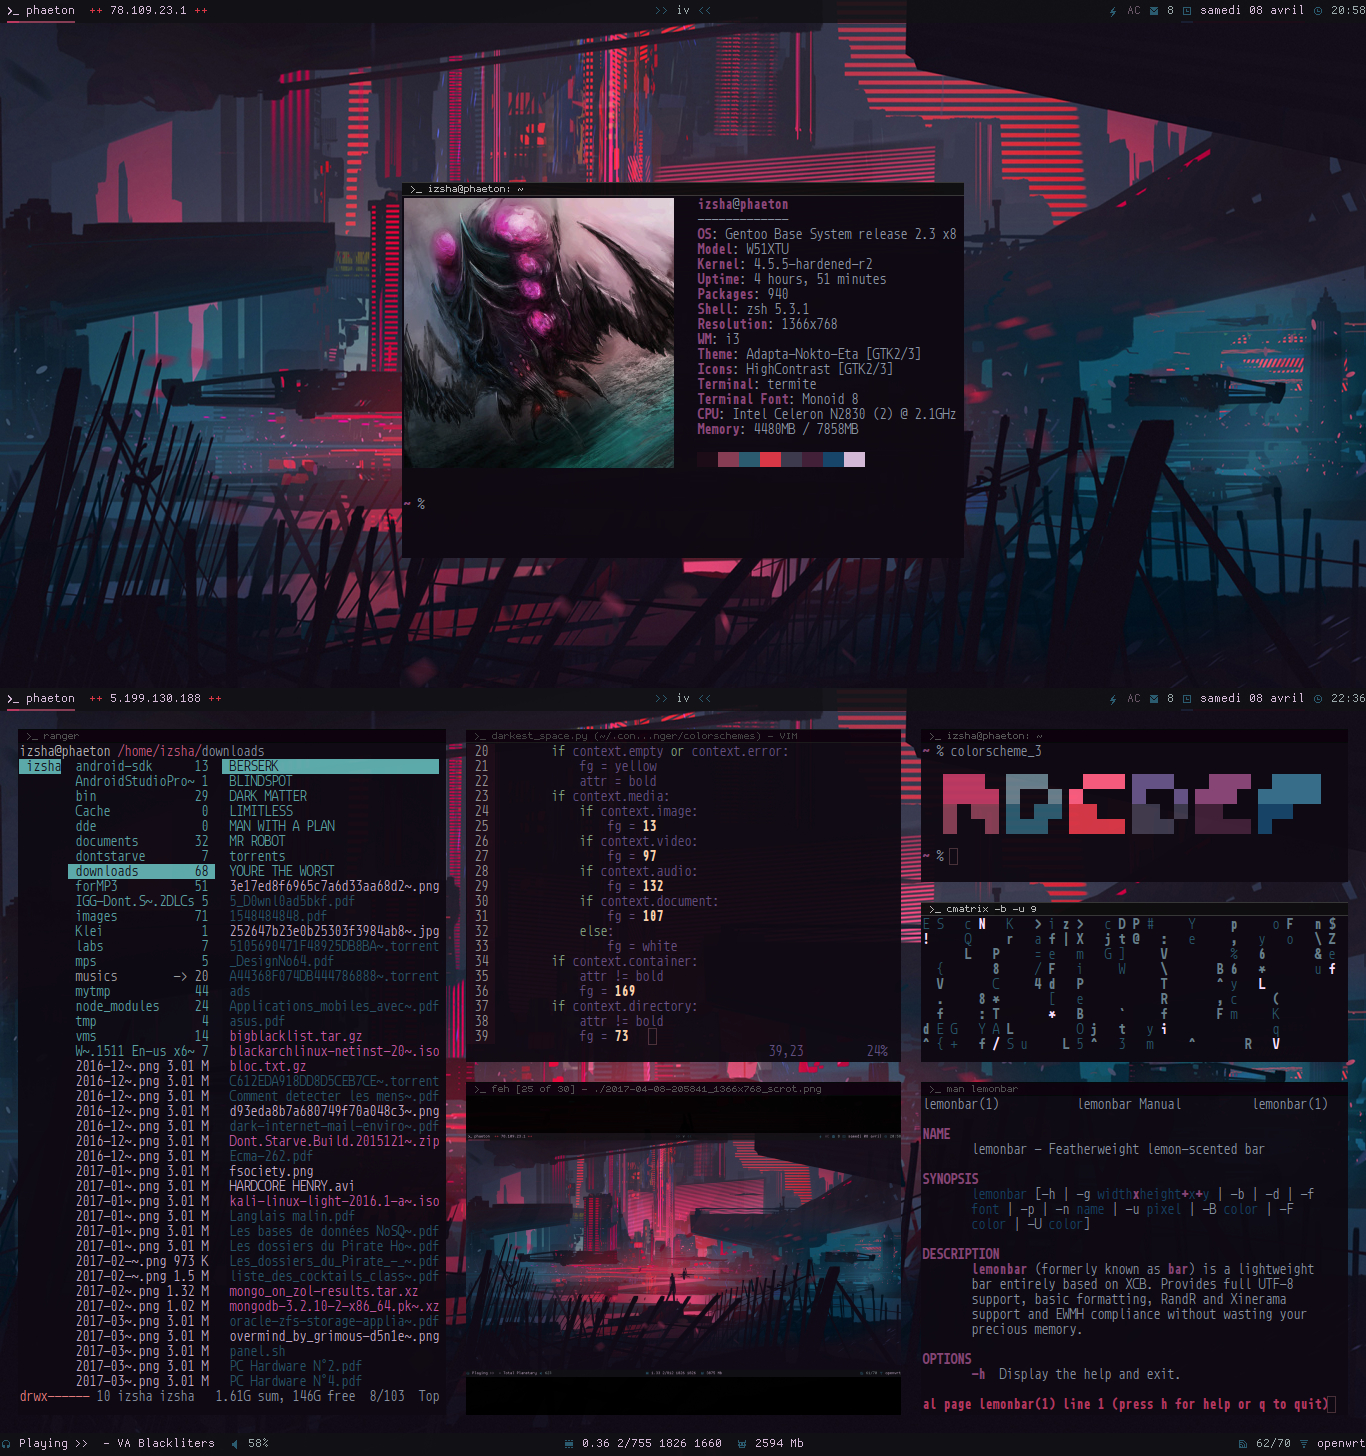 >_ phaeton ++ 78.109.23.1 ++ >> iv << AC 8 samedi 08 avril 20:58
>_ izsha@phaeton: ~
izsha@phaeton
-------------
OS: Gentoo Base System release 2.3 x8
Model: W51XTU
Kernel: 4.5.5-hardened-r2
Uptime: 4 hours, 51 minutes
Packages: 940
Shell: zsh 5.3.1
Resolution: 1366x768
WM: i3
Theme: Adapta-Nokto-Eta [GTK2/3]
Icons: HighContrast [GTK2/3]
Terminal: termite
Terminal Font: Monoid 8
CPU: Intel Celeron N2830 (2) @ 2.1GHz
Memory: 4480MB / 7858MB
~ %
>_ phaeton ++ 5.199.130.188 ++ >> iv << AC 8 samedi 08 avril 22:36
>_ ranger
izsha@phaeton /home/izsha/downloads
izsha android-sdk 13 BERSERK
AndroidStudioPro~ 1 BLINDSPOT
bin 29 DARK MATTER
Cache 0 LIMITLESS
dde 0 MAN WITH A PLAN
documents 32 MR ROBOT
dontstarve 7 torrents
downloads 68 YOURE THE WORST
forMP3 51 3e17ed8f6965c7a6d33aa68d2~.png
IGG-Dont.S~.2DLCs 5 5_D0wnl0ad5bkf.pdf
images 71 1548484848.pdf
Klei 1 252647b23e0b25303f3984ab8~.jpg
labs 7 5105690471F48925DB8BA~.torrent
mps 5 _DesignNo64.pdf
musics -> 20 A44368F074DB444786888~.torrent
mytmp 44 ads
node_modules 24 Applications_mobiles_avec~.pdf
tmp 4 asus.pdf
vms 14 bigblacklist.tar.gz
W~.1511 En-us x6~ 7 blackarchlinux-netinst-20~.iso
2016-12~.png 3.01 M bloc.txt.gz
2016-12~.png 3.01 M C612EDA918DD8D5CEB7CE~.torrent
2016-12~.png 3.01 M Comment detecter les mens~.pdf
2016-12~.png 3.01 M d93eda8b7a680749f70a048c3~.png
2016-12~.png 3.01 M dark-internet-mail-enviro~.pdf
2016-12~.png 3.01 M Dont.Starve.Build.2015121~.zip
2016-12~.png 3.01 M Ecma-262.pdf
2017-01~.png 3.01 M fsociety.png
2017-01~.png 3.01 M HARDCORE HENRY.avi
2017-01~.png 3.01 M kali-linux-light-2016.1-a~.iso
2017-01~.png 3.01 M Langlais malin.pdf
2017-01~.png 3.01 M Les bases de données NoSQ~.pdf
2017-01~.png 3.01 M Les dossiers du Pirate Ho~.pdf
2017-02~.png 973 K Les_dossiers_du_Pirate_-_~.pdf
2017-02~.png 1.5 M liste_des_cocktails_class~.pdf
2017-02~.png 1.32 M mongo_on_zol-results.tar.xz
2017-02~.png 1.02 M mongodb-3.2.10-2-x86_64.pk~.xz
2017-03~.png 3.01 M oracle-zfs-storage-applia~.pdf
2017-03~.png 3.01 M overmind_by_grimous-d5n1e~.png
2017-03~.png 3.01 M panel.sh
2017-03~.png 3.01 M PC Hardware N°2.pdf
2017-03~.png 3.01 M PC Hardware N°4.pdf
drwx------ 10 izsha izsha 1.61G sum, 146G free 8/103 Top
>_ darkest_space.py (~/.con...nger/colorschemes) - VIM
20 if context.empty or context.error:
21 fg = yellow
22 attr = bold
23 if context.media:
24 if context.image:
25 fg = 13
26 if context.video:
27 fg = 97
28 if context.audio:
29 fg = 132
30 if context.document:
31 fg = 107
32 else:
33 fg = white
34 if context.container:
35 attr != bold
36 fg = 169
37 if context.directory:
38 attr != bold
39 fg = 73
39,23 24%
>_ feh [25 of 30] - ./2017-04-08-205841_1366x768_scrot.png
>_ izsha@phaeton: ~
~ % colorscheme_3
~ %
>_ cmatrix -b -u 9
>_ man lemonbar
lemonbar(1) lemonbar Manual lemonbar(1)
NAME
lemonbar - Featherweight lemon-scented bar
SYNOPSIS
lemonbar [-h | -g widthxheight+x+y | -b | -d | -f
font | -p | -n name | -u pixel | -B color | -F
color | -U color]
DESCRIPTION
lemonbar (formerly known as bar) is a lightweight
bar entirely based on XCB. Provides full UTF-8
support, basic formatting, RandR and Xinerama
support and EWMH compliance without wasting your
precious memory.
OPTIONS
-h Display the help and exit.
al page lemonbar(1) line 1 (press h for help or q to quit)
Playing >> - VA Blackliters 58% 0.36 2/755 1826 1660 2594 Mb 62/70 openwrt